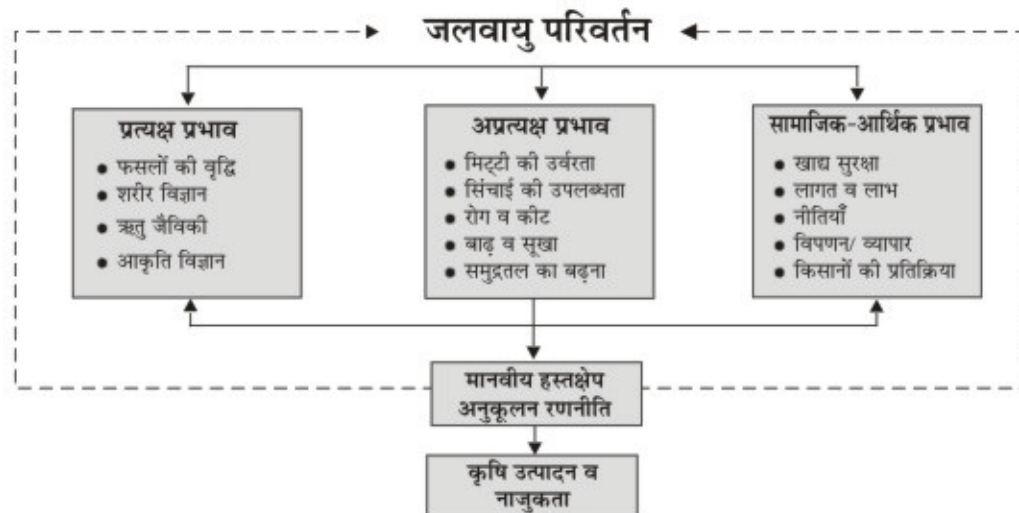 जलवायु परिवर्तन
प्रत्यक्ष प्रभाव
● फसलों की वृद्धि
● शरीर विज्ञान
● ऋतु जैविकी
● आकृति विज्ञान
अप्रत्यक्ष प्रभाव
● मिट्टी की उर्वरता
● सिंचाई की उपलब्धता
● रोग व कीट
● बाढ़ व सूखा
● समुद्रतल का बढ़ना
सामाजिक-आर्थिक प्रभाव
● खाद्य सुरक्षा
● लागत व लाभ
● नीतियाँ
● विपणन/ व्यापार
● किसानों की प्रतिक्रिया
मानवीय हस्तक्षेप
अनुकूलन रणनीति
कृषि उत्पादन व
नाजुकता